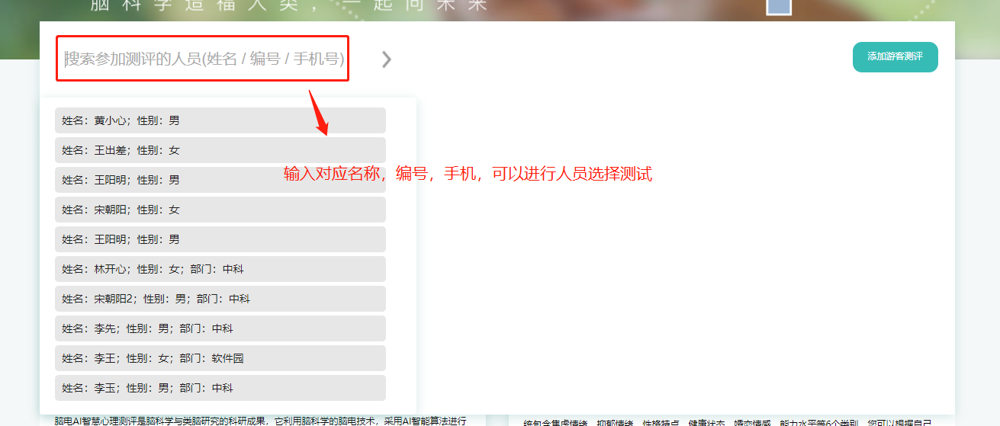 脑科学造福人类,一起向未来
搜索参加测评的人员(姓名 / 编号 / 手机号)
添加游客测评
姓名：黄小心；性别：男
姓名：王出差；性别：女
输入对应名称，编号，手机，可以进行人员选择测试
姓名：王阳明；性别：男
姓名：宋朝阳；性别：女
姓名：王阳明；性别：男
姓名：林开心；性别：女；部门：中科
姓名：宋朝阳2；性别：男；部门：中科
姓名：李先；性别：男；部门：中科
姓名：李王；性别：女；部门：软件园
姓名：李玉；性别：男；部门：中科
脑电AI智慧心理测评是脑科学与类脑研究的科研成果，它利用脑科学的脑电技术，采用AI智能算法进行
统包含焦虑情绪、抑郁情绪、性格特点、健康状态、婚恋情感、能力水平等6个类别，您可以根据自己